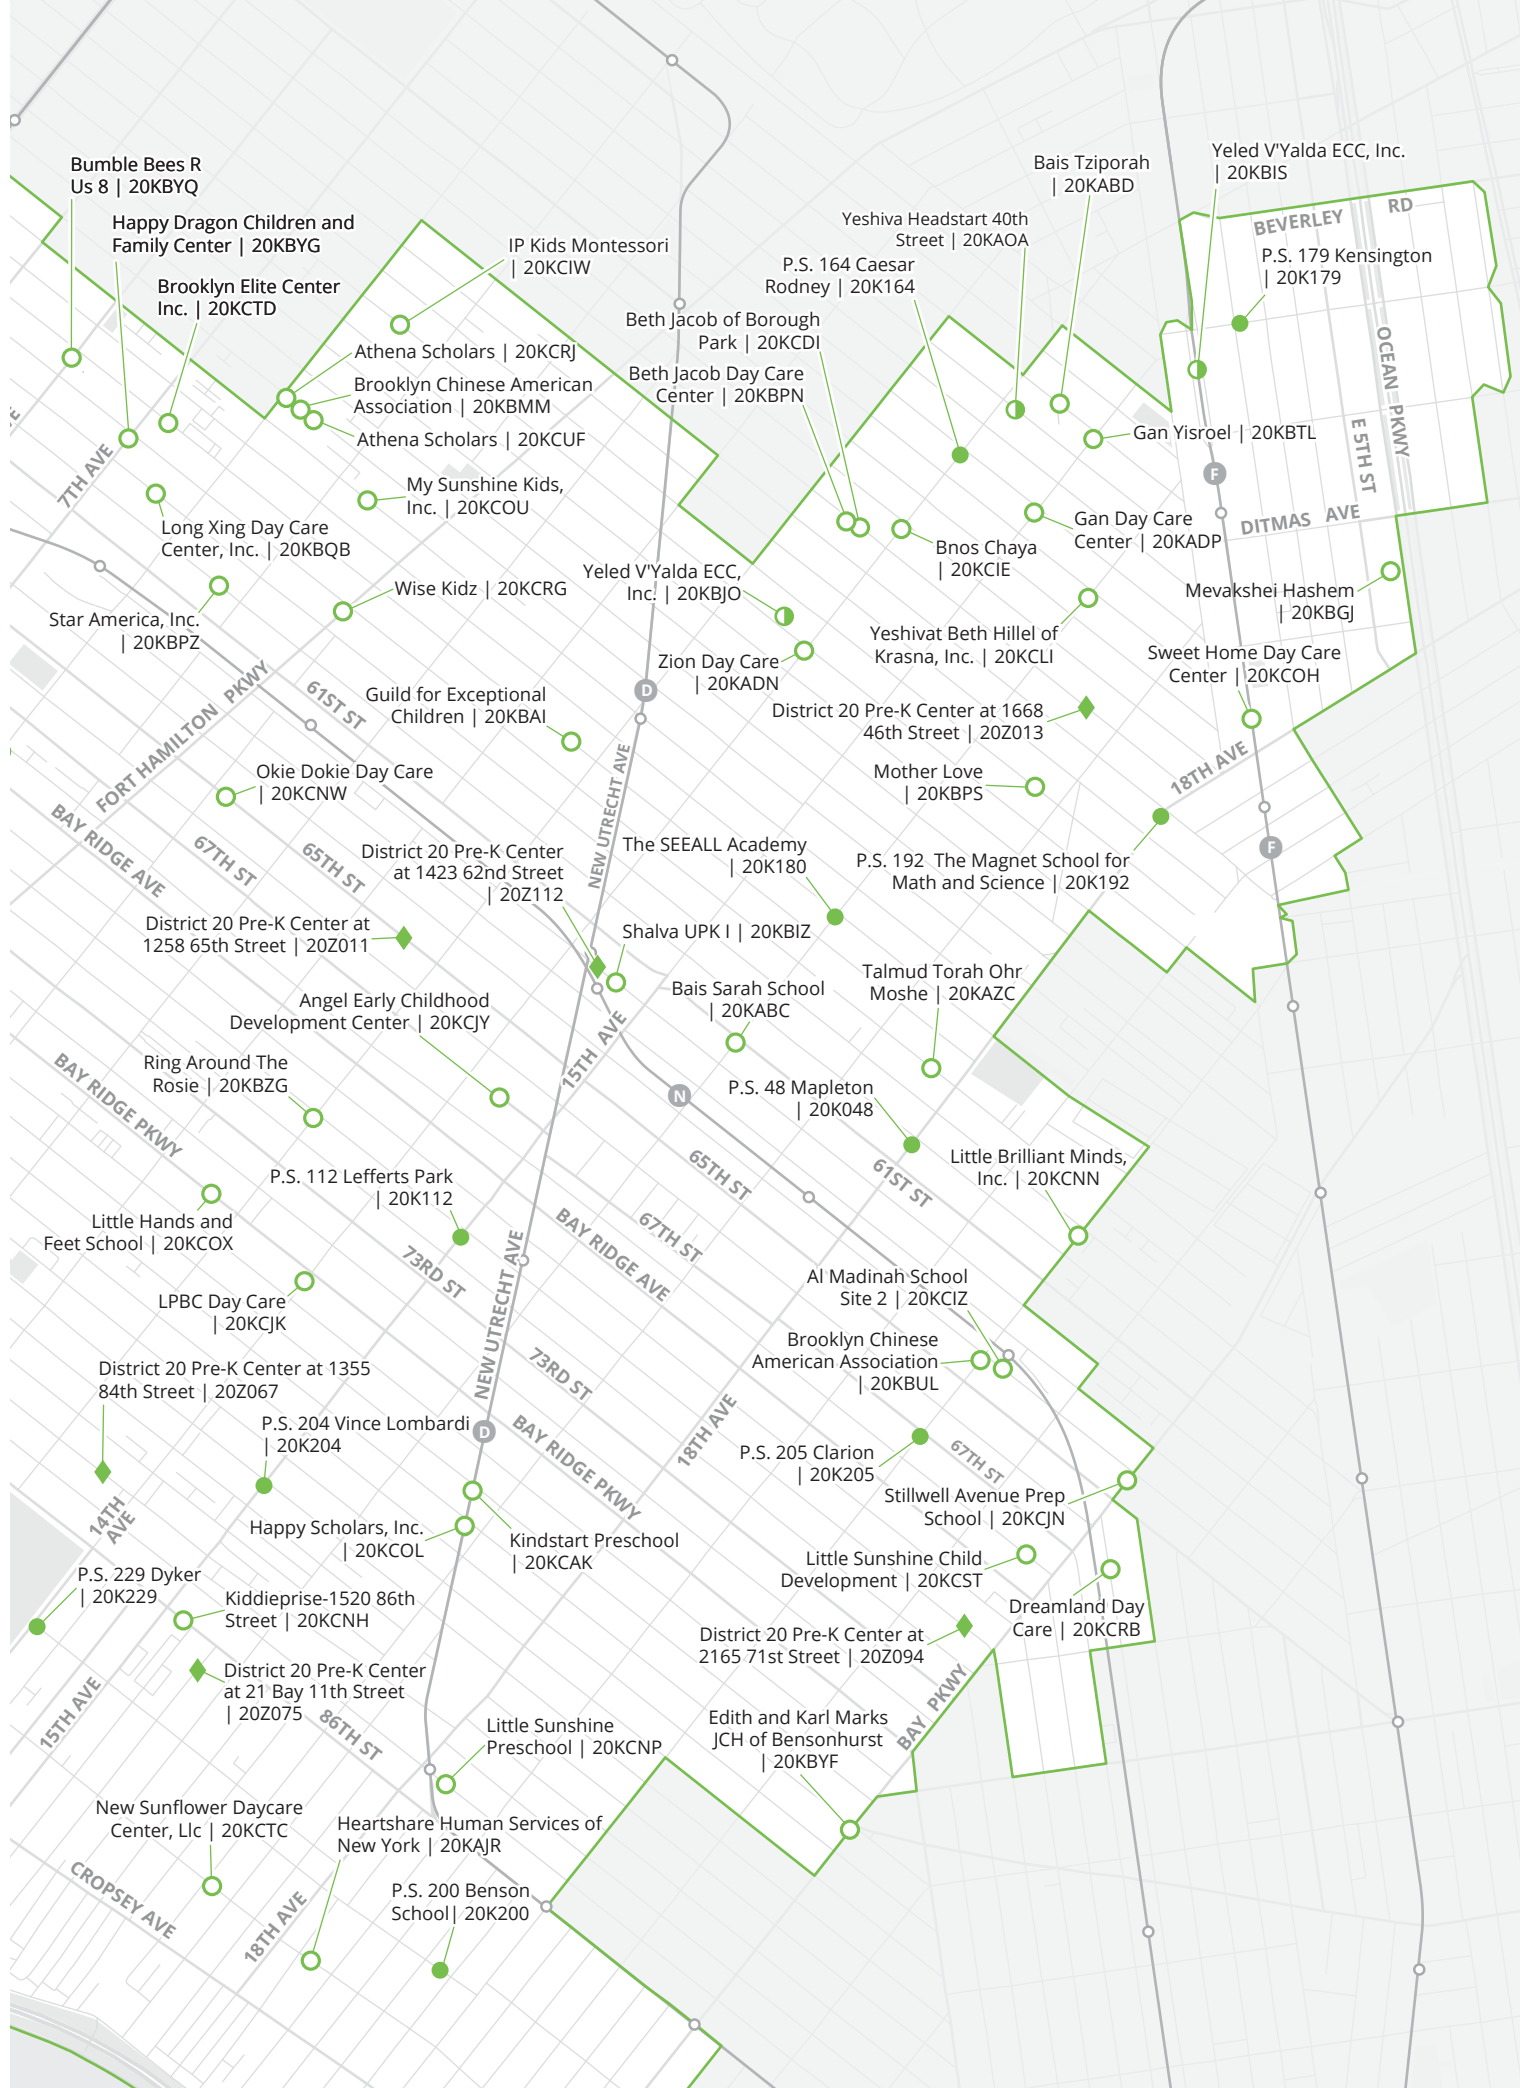 Bumble Bees R
Us 8 | 20KBYQ
Happy Dragon Children and
Family Center | 20KBYG
Brooklyn Elite Center
Inc. | 20KCTD
IP Kids Montessori
| 20KCIW
Athena Scholars | 20KCRJ
Brooklyn Chinese American
Association | 20KBMM
Athena Scholars | 20KCUF
Bais Tziporah
| 20KABD
Yeled V'Yalda ECC, Inc.
| 20KBIS
Yeshiva Headstart 40th
Street | 20KAOA
P.S. 164 Caesar
Rodney | 20K164
Beth Jacob of Borough
Park | 20KCDI
Beth Jacob Day Care
Center | 20KBPN
BEVERLEY RD
P.S. 179 Kensington
| 20K179
OCEAN PKWY
E 5TH ST
Gan Yisroel | 20KBTL
F
DITMAS AVE
7TH AVE
My Sunshine Kids,
Inc. | 20KCOU
Long Xing Day Care
Center, Inc. | 20KBQB
Gan Day Care
Center | 20KADP
Bnos Chaya
| 20KCIE
Wise Kidz | 20KCRG
Yeled V'Yalda ECC,
Inc. | 20KBJO
Mevakshei Hashem
| 20KBGJ
Star America, Inc.
| 20KBPZ
Yeshivat Beth Hillel of
Krasna, Inc. | 20KCLI
Sweet Home Day Care
Center | 20KCOH
Zion Day Care
| 20KADN
D
61ST ST
FORT HAMILTON PKWY
Guild for Exceptional
Children | 20KBAI
District 20 Pre-K Center at 1668
46th Street | 20Z013
Okie Dokie Day Care
| 20KCNW
Mother Love
| 20KBPS
18TH AVE
NEW UTRECHT AVE
BAY RIDGE AVE
67TH ST
65TH ST
District 20 Pre-K Center
at 1423 62nd Street
| 20Z112
The SEEALL Academy
| 20K180
P.S. 192 The Magnet School for
Math and Science | 20K192
F
District 20 Pre-K Center at
1258 65th Street | 20Z011
Shalva UPK I | 20KBIZ
Bais Sarah School
| 20KABC
Talmud Torah Ohr
Moshe | 20KAZC
Angel Early Childhood
Development Center | 20KCJY
15TH AVE
Ring Around The
Rosie | 20KBZG
BAY RIDGE PKWY
N
P.S. 48 Mapleton
| 20K048
65TH ST
61ST ST
Little Brilliant Minds,
Inc. | 20KCNN
P.S. 112 Lefferts Park
| 20K112
Little Hands and
Feet School | 20KCOX
67TH ST
BAY RIDGE AVE
73RD ST
NEW UTRECHT AVE
LPBC Day Care
| 20KCJK
Al Madinah School
Site 2 | 20KCIZ
Brooklyn Chinese
American Association
| 20KBUL
73RD ST
District 20 Pre-K Center at 1355
84th Street | 20Z067
P.S. 204 Vince Lombardi
| 20K204
D
BAY RIDGE PKWY
18TH AVE
P.S. 205 Clarion
| 20K205
67TH ST
Stillwell Avenue Prep
School | 20KCJN
14TH
AVE
Happy Scholars, Inc.
| 20KCOL
Kindstart Preschool
| 20KCAK
Little Sunshine Child
Development | 20KCST
P.S. 229 Dyker
| 20K229
Kiddieprise-1520 86th
Street | 20KCNH
Dreamland Day
Care | 20KCRB
District 20 Pre-K Center at
2165 71st Street | 20Z094
District 20 Pre-K Center
at 21 Bay 11th Street
| 20Z075
15TH AVE
86TH ST
BAY PKWY
Little Sunshine
Preschool | 20KCNP
Edith and Karl Marks
JCH of Bensonhurst
| 20KBYF
New Sunflower Daycare
Center, Llc | 20KCTC
Heartshare Human Services of
New York | 20KAJR
CROPSEY AVE
18TH AVE
P.S. 200 Benson
School| 20K200